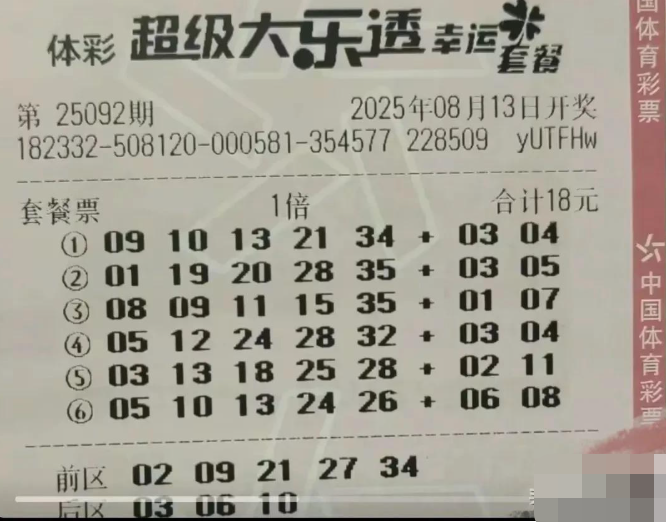 体彩 超级大乐透 幸运套餐
第 25092期 2025年08月13日开奖
182332-508120-000581-354577 228509 yUTFHw
套餐票 1倍 合计18元
① 09 10 13 21 34 + 03 04
② 01 19 20 28 35 + 03 05
③ 08 09 11 15 35 + 01 07
④ 05 12 24 28 32 + 03 04
⑤ 03 13 18 25 28 + 02 11
⑥ 05 10 13 24 26 + 06 08
前区 02 09 21 27 34
后区 03 06 10
国体育彩票
中国体育彩票